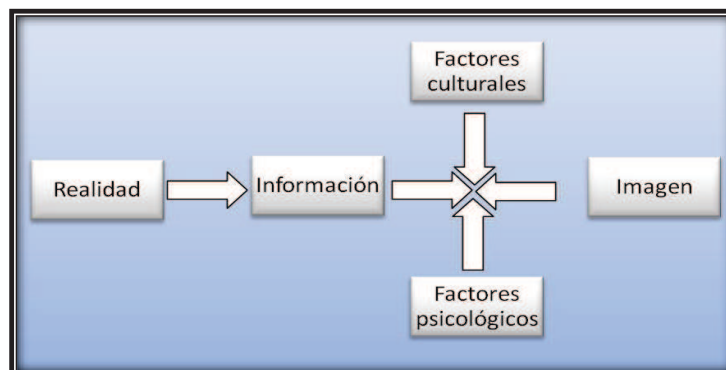 Factores
culturales
Realidad
Información
Imagen
Factores
psicológicos